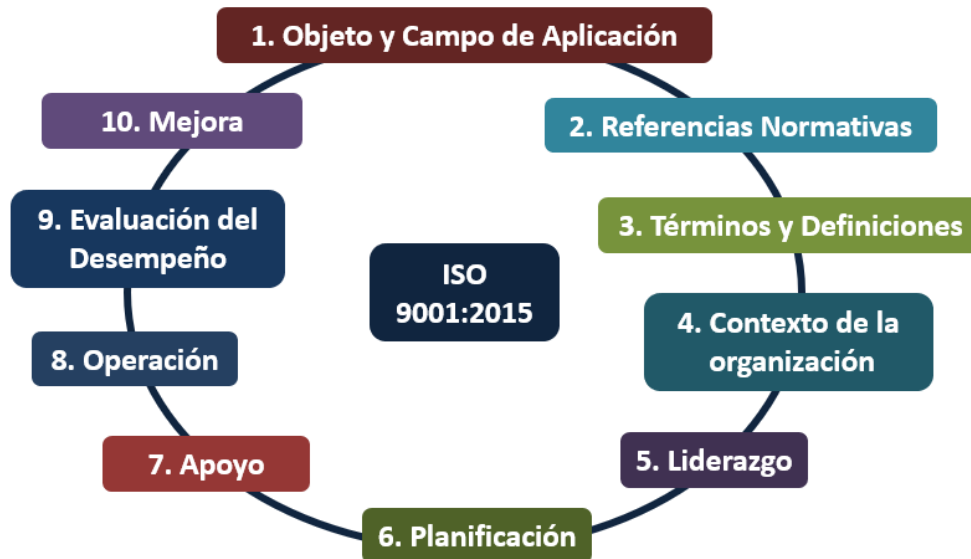 1. Objeto y Campo de Aplicación
2. Referencias Normativas
3. Términos y Definiciones
4. Contexto de la
organización
5. Liderazgo
6. Planificación
7. Apoyo
8. Operación
9. Evaluación del
Desempeño
10. Mejora
ISO
9001:2015